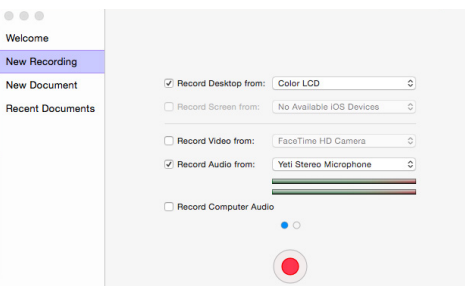 Welcome
New Recording
New Document
Recent Documents
Record Desktop from: Color LCD
Record Screen from: No Available iOS Devices
Record Video from: FaceTime HD Camera
Record Audio from: Yeti Stereo Microphone
Record Computer Audio